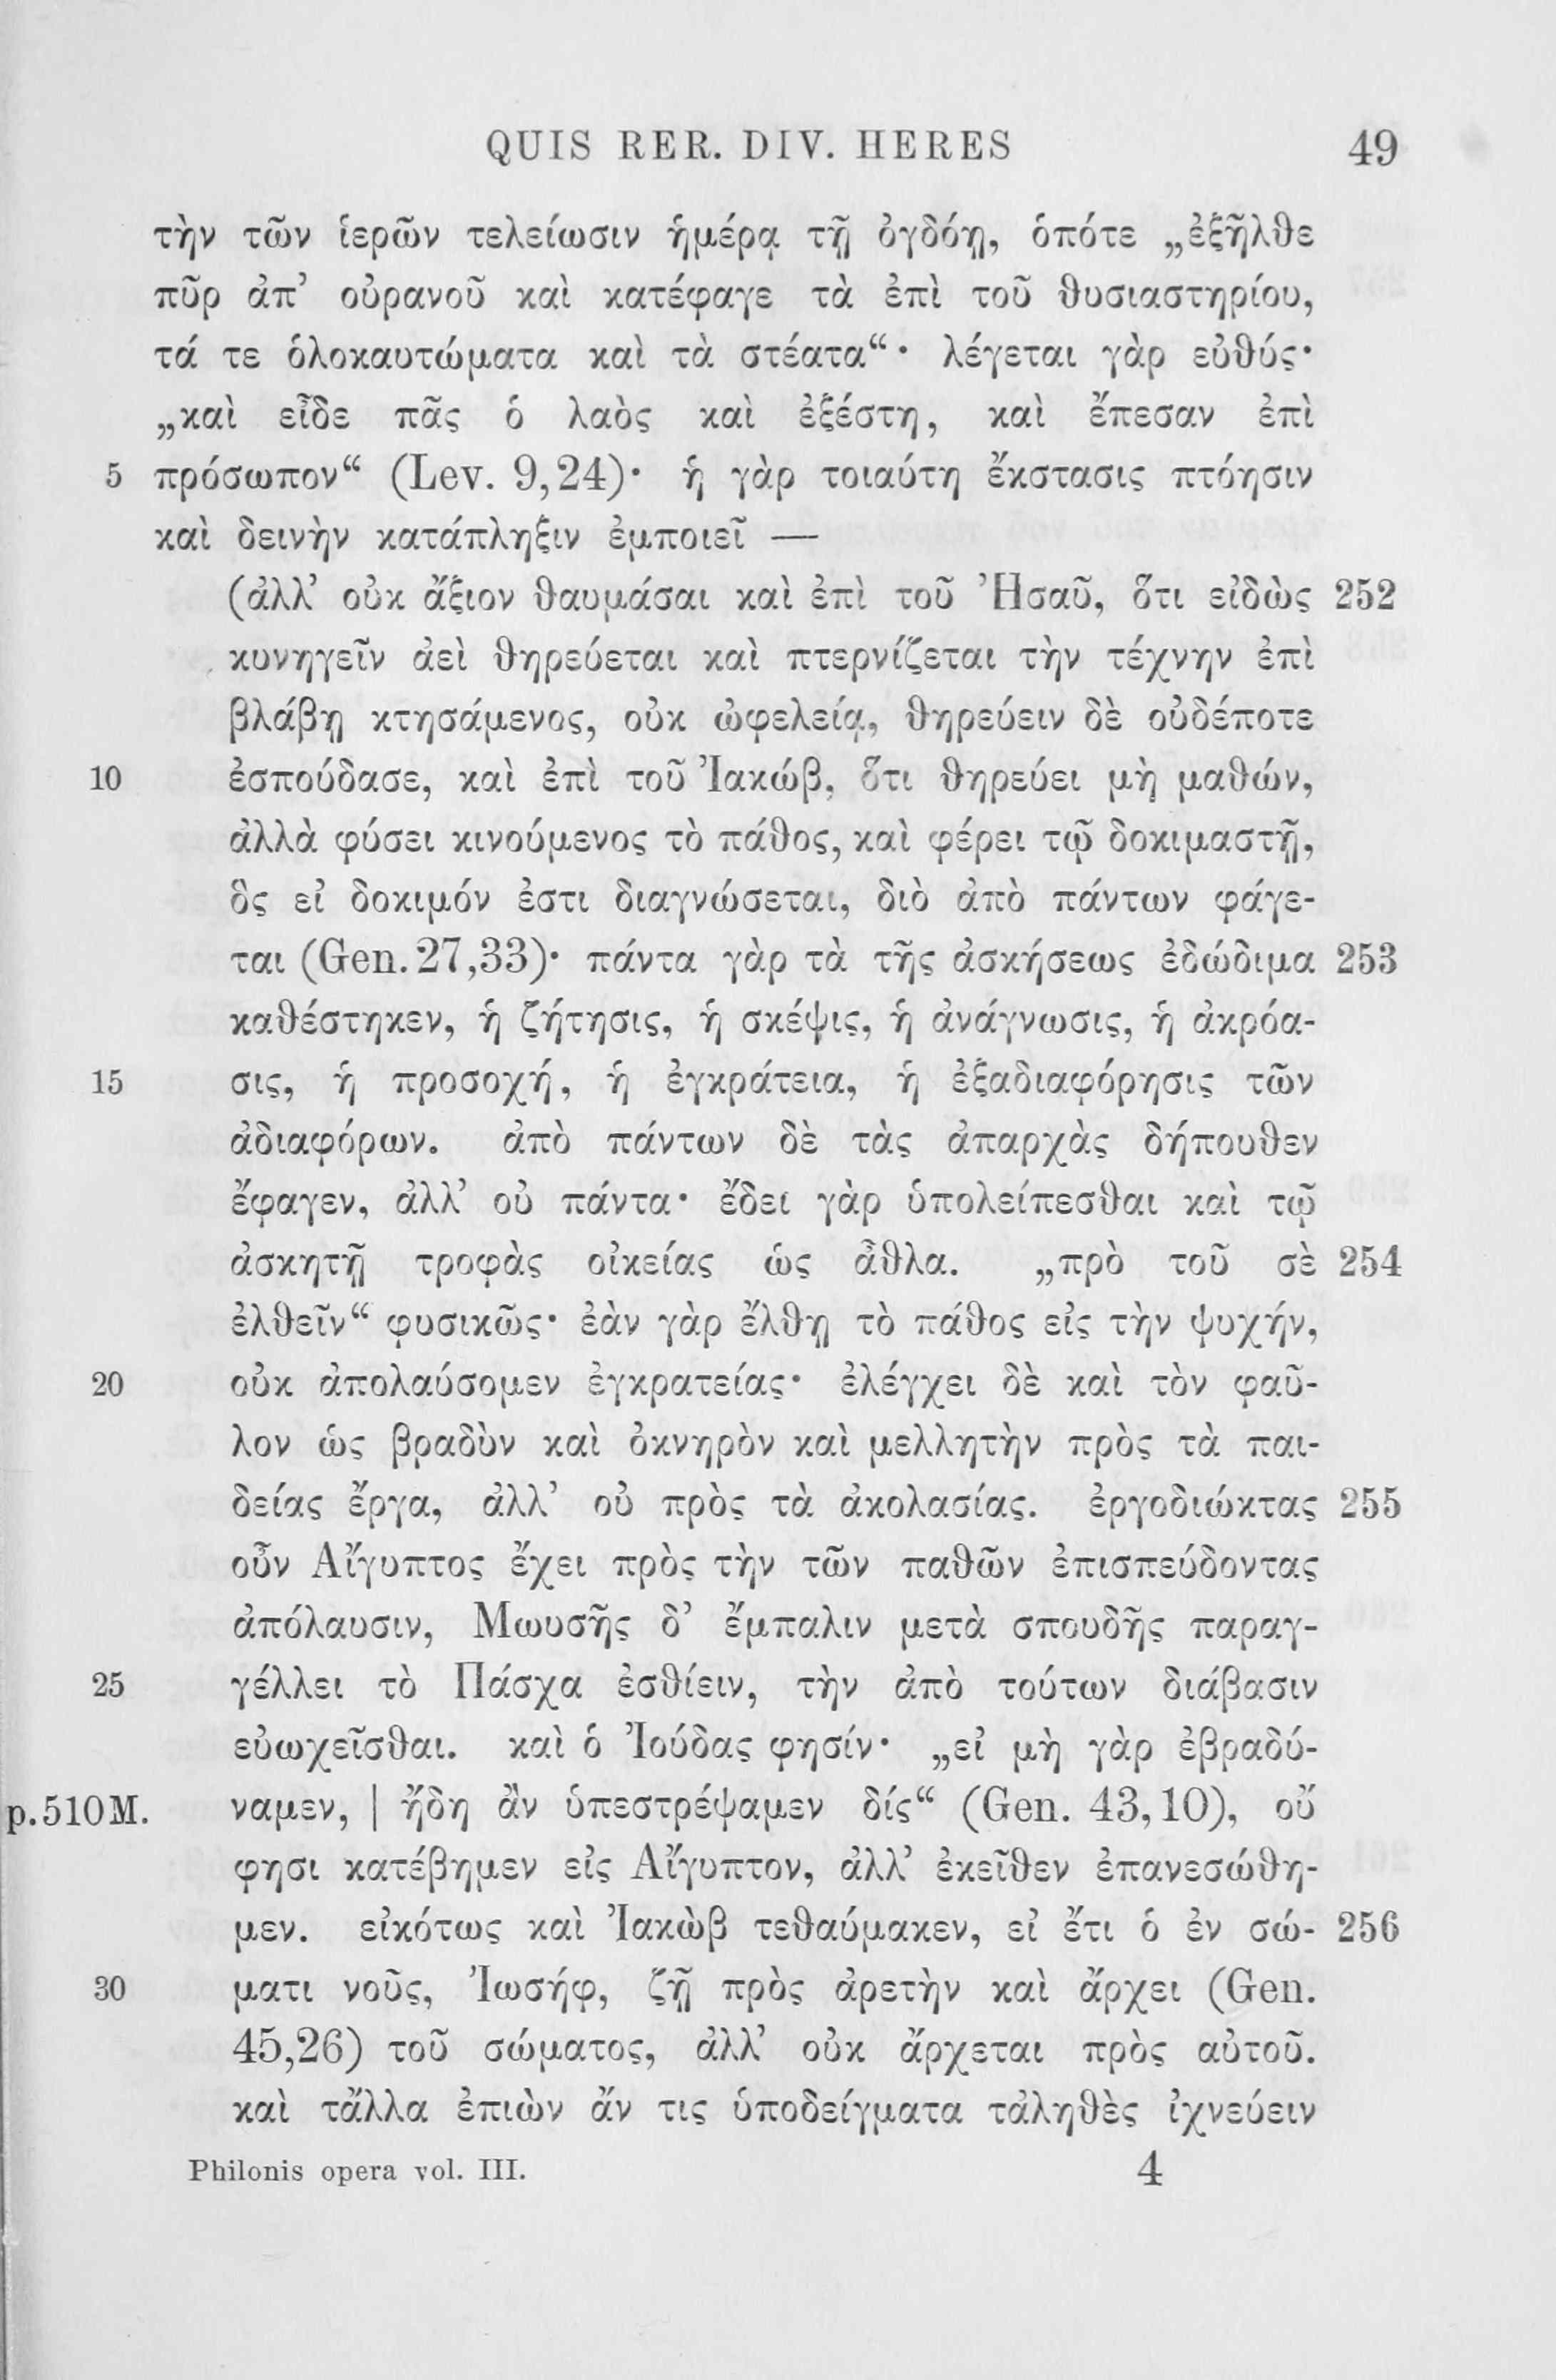 QUIS RER. DIV. HERES 49
τὴν τῶν ἱερῶν τελείωσιν ἡμέρᾳ τῇ ὀγδόῃ, ὁπότε „ἐξῆλθε
πῦρ ἀπ’ οὐρανοῦ καὶ κατέφαγε τὰ ἐπὶ τοῦ θυσιαστηρίου,
τά τε ὁλοκαυτώματα καὶ τὰ στέατα“· λέγεται γὰρ εὐθύς·
„καὶ εἶδε πᾶς ὁ λαὸς καὶ ἐξέστη, καὶ ἔπεσαν ἐπὶ
5 πρόσωπον“ (Lev. 9,24)· ἡ γὰρ τοιαύτη ἔκστασις πτόησιν
καὶ δεινὴν κατάπληξιν ἐμποιεῖ —
(ἀλλ’ οὐκ ἄξιον θαυμάσαι καὶ ἐπὶ τοῦ Ἠσαῦ, ὅτι εἰδὼς 252
κυνηγεῖν ἀεὶ θηρεύεται καὶ πτερνίζεται τὴν τέχνην ἐπὶ
βλάβῃ κτησάμενος, οὐκ ὠφελείᾳ, θηρεύειν δὲ οὐδέποτε
10 ἐσπούδασε, καὶ ἐπὶ τοῦ Ἰακώβ, ὅτι θηρεύει μὴ μαθών,
ἀλλὰ φύσει κινούμενος τὸ πάθος, καὶ φέρει τῷ δοκιμαστῇ,
ὃς εἰ δοκιμόν ἐστι διαγνώσεται, διὸ ἀπὸ πάντων φάγε-
ται (Gen. 27,33)· πάντα γὰρ τὰ τῆς ἀσκήσεως ἐδώδιμα 253
καθέστηκεν, ἡ ζήτησις, ἡ σκέψις, ἡ ἀνάγνωσις, ἡ ἀκρόα-
15 σις, ἡ προσοχή, ἡ ἐγκράτεια, ἡ ἐξαδιαφόρησις τῶν
ἀδιαφόρων. ἀπὸ πάντων δὲ τὰς ἀπαρχὰς δήπουθεν
ἔφαγεν, ἀλλ’ οὐ πάντα· ἔδει γὰρ ὑπολείπεσθαι καὶ τῷ
ἀσκητῇ τροφὰς οἰκείας ὡς ἆθλα. „πρὸ τοῦ σὲ 254
ἐλθεῖν“ φυσικῶς· ἐὰν γὰρ ἔλθῃ τὸ πάθος εἰς τὴν ψυχήν,
20 οὐκ ἀπολαύσομεν ἐγκρατείας· ἐλέγχει δὲ καὶ τὸν φαῦ-
λον ὡς βραδὺν καὶ ὀκνηρὸν καὶ μελλητὴν πρὸς τὰ παι-
δείας ἔργα, ἀλλ’ οὐ πρὸς τὰ ἀκολασίας. ἐργοδιώκτας 255
οὖν Αἴγυπτος ἔχει πρὸς τὴν τῶν παθῶν ἐπισπεύδοντας
ἀπόλαυσιν, Μωυσῆς δ’ ἔμπαλιν μετὰ σπουδῆς παραγ-
25 γέλλει τὸ Πάσχα ἐσθίειν, τὴν ἀπὸ τούτων διάβασιν
εὐωχεῖσθαι. καὶ ὁ Ἰούδας φησίν· „εἰ μὴ γὰρ ἐβραδύ-
p.510M. ναμεν, | ἤδη ἂν ὑπεστρέψαμεν δίς“ (Gen. 43,10), οὔ
φησι κατέβημεν εἰς Αἴγυπτον, ἀλλ’ ἐκεῖθεν ἐπανεσώθη-
μεν. εἰκότως καὶ Ἰακὼβ τεθαύμακεν, εἰ ἔτι ὁ ἐν σώ- 256
30 ματι νοῦς, Ἰωσήφ, ζῇ πρὸς ἀρετὴν καὶ ἄρχει (Gen.
45,26) τοῦ σώματος, ἀλλ’ οὐκ ἄρχεται πρὸς αὐτοῦ.
καὶ τἄλλα ἐπιὼν ἄν τις ὑποδείγματα τἀληθὲς ἰχνεύειν
Philonis opera vol. III. 4